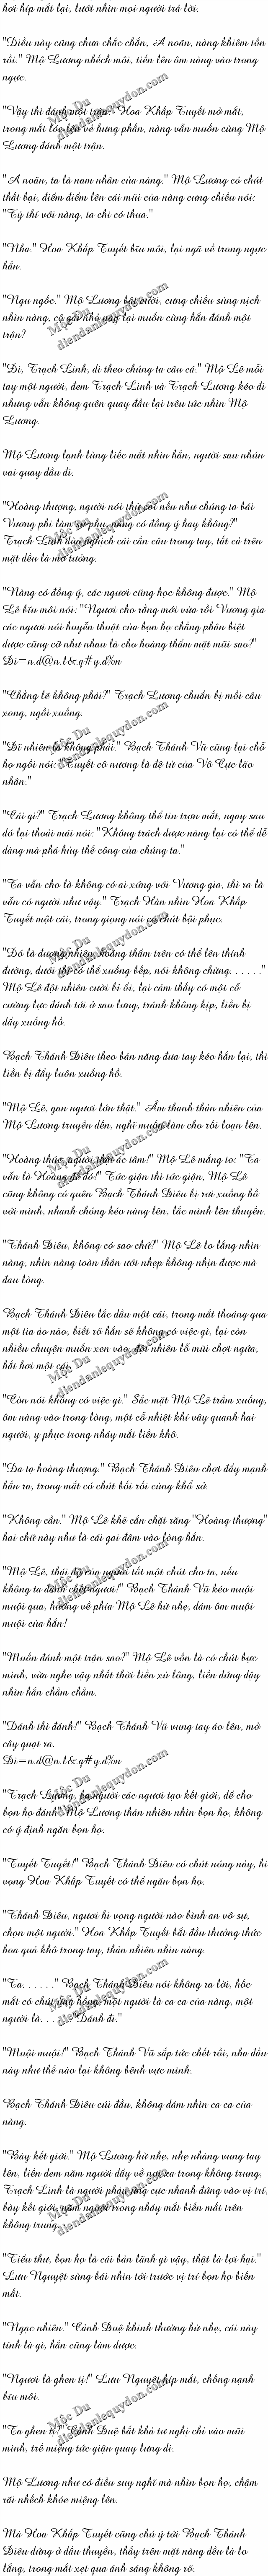 hơi híp mắt lại, lướt nhìn mọi người trả lời.
"Điều này cũng chưa chắc chắn, A noãn, nàng khiêm tốn
rồi." Mộ Lương nhếch môi, tiến lên ôm nàng vào trong
ngực.
"Vậy thì đánh một trận." Hoa Khấp Tuyết mở mắt,
trong mắt lóe lên vẻ hưng phấn, nàng vẫn muốn cùng Mộ
Lương đánh một trận.
"A noãn, ta là nam nhân của nàng." Mộ Lương có chút
thất bại, điểm điểm lên cái mũi của nàng cưng chiều nói:
"Tỷ thí với nàng, ta chỉ có thua."
"Nha." Hoa Khấp Tuyết bĩu môi, lại ngã về trong ngực
hắn.
"Ngu ngốc." Mộ Lương bật cười, cưng chiều sủng nịch
nhìn nàng, cô gái nhỏ này lại muốn cùng hắn đánh một
trận?
"Đi, Trạch Linh, đi theo chúng ta câu cá." Mộ Lê mỗi
tay một người, đem Trạch Linh và Trạch Lương kéo đi
nhưng vẫn không quên quay đầu lại trêu tức nhìn Mộ
Lương.
Mộ Lương lạnh lùng liếc mắt nhìn hắn, người sau nhún
vai quay đầu đi.
"Hoàng thượng, người nói thử coi nếu như chúng ta bái
Vương phi làm sư phụ, nàng có đồng ý hay không?"
Trạch Linh đùa nghịch cái cần câu trong tay, tất cả trên
mặt đều là mơ tưởng.
"Nàng có đồng ý, các ngươi cũng học không được." Mộ
Lê bĩu môi nói: "Ngươi cho rằng mới vừa rồi Vương gia
các ngươi nói huyễn thuật của bọn họ chẳng phân biệt
được cũng cỡ như nhau là cho hoàng thẩm mặt mũi sao?"
Di=n.d@n.l&.q#y.d%n
"Chẳng lẽ không phải?" Trạch Lương chuẩn bị mồi câu
xong, ngồi xuống.
"Dĩ nhiên là không phải." Bạch Thánh Vũ cũng lại chỗ
họ ngồi nói: "Tuyết cô nương là đệ tử của Vô Cực lão
nhân."
"Cái gì?" Trạch Lương không thể tin trợn mắt, ngay sau
đó lại thoải mái nói: "Không trách được nàng lại có thể dễ
dàng mà phá hủy thế công của chúng ta."
"Ta vẫn cho là không có ai xứng với Vương gia, thì ra là
vẫn có người như vậy." Trạch Hàn nhìn Hoa Khấp
Tuyết một cái, trong giọng nói có chút bội phục.
"Đó là đương nhiên, hoàng thẩm trên có thể lên thính
đường, dưới thì có thể xuống bếp, nói không chừng. . . . . ."
Mộ Lê đột nhiên cười bỉ ổi, lại cảm thấy có một cỗ
cường lực đánh tới ở sau lưng, tránh không kịp, liền bị
đẩy xuống hồ.
Bạch Thánh Diêu theo bản năng đưa tay kéo hắn lại, thì
liền bị đẩy luôn xuống hồ.
"Mộ Lê, gan ngươi lớn thật." Âm thanh thản nhiên của
Mộ Lương truyền đến, nghĩ muốn làm cho rối loạn lên.
"Hoàng thúc, người thật ác tâm!" Mộ Lê mắng to: "Ta
vẫn là Hoàng đế đó!" Tức giận thì tức giận, Mộ Lê
cũng không có quên Bạch Thánh Diêu bị rơi xuống hồ
với mình, nhanh chóng kéo nàng lên, lắc mình lên thuyền.
"Thánh Diêu, không có sao chứ?" Mộ Lê lo lắng nhìn
nàng, nhìn nàng toàn thân ướt nhẹp không nhịn được mà
đau lòng.
Bạch Thánh Diêu lắc đầu một cái, trong mắt thoáng qua
một tia ảo não, biết rõ hắn sẽ không có việc gì, lại còn
nhiều chuyện muốn xen vào, đột nhiên lỗ mũi chợt ngứa,
hắt hơi một cái.
"Còn nói không có việc gì." Sắc mặt Mộ Lê trầm xuống,
ôm nàng vào trong lòng, một cỗ nhiệt khí vây quanh hai
người, y phục trong nháy mắt liền khô.
"Đa tạ hoàng thượng." Bạch Thánh Diêu chợt đẩy mạnh
hắn ra, trong mắt có chút bối rối cùng khổ sở.
"Không cần." Mộ Lê khẽ cắn chặt răng "Hoàng thượng"
hai chữ này như là cái gai đâm vào lòng hắn.
"Mộ Lê, thái độ của ngươi tốt một chút cho ta, nếu
không ta đánh chết ngươi!" Bạch Thánh Vũ kéo muội
muội qua, hướng về phía Mộ Lê hừ nhẹ, dám ôm muội
muội của hắn!
"Muốn đánh một trận sao?" Mộ Lê vốn là có chút bực
mình, vừa nghe vậy nhất thời liền xù lông, liền đứng dậy
nhìn hắn chằm chằm.
"Đánh thì đánh!" Bạch Thánh Vũ vung tay áo lên, mở
cây quạt ra.
Di=n.d@n.l&.q#y.d%n
"Trạch Lương, ba người các ngươi tạo kết giới, để cho
bọn họ đánh." Mộ Lương thản nhiên nhìn bọn họ, không
có ý định ngăn bọn họ.
"Tuyết Tuyết!" Bạch Thánh Diêu có chút nóng nảy, hi
vọng Hoa Khấp Tuyết có thể ngăn bọn họ.
"Thánh Diêu, ngươi hi vọng người nào bình an vô sự,
chọn một người." Hoa Khấp Tuyết bắt đầu thưởng thức
hoa quả khô trong tay, thản nhiên nhìn nàng.
"Ta. . . . . ." Bạch Thánh Diêu nói không ra lời, hốc
mắt có chút ửng hồng, một người là ca ca của nàng, một
người là. . . . . ."Đánh đi."
"Muội muội!" Bạch Thánh Vũ sắp tức chết rồi, nha đầu
này như thế nào lại không bênh vực mình.
Bạch Thánh Diêu cúi đầu, không dám nhìn ca ca của
nàng.
"Bày kết giới." Mộ Lương hừ nhẹ, nhẹ nhàng vung tay
lên, liền đem năm người đẩy về phía trong không trung,
Trạch Linh là người phản ứng cực nhanh đứng vào vị trí,
bày kết giới, năm người trong nháy mắt biến mất trên
không trung.
"Tiểu thư, bọn họ là cái bản lãnh gì vậy, thật là lợi hại."
Lưu Nguyệt sùng bái nhìn tới trước vị trí bọn họ biến
mất.
"Ngạc nhiên." Cảnh Duệ khinh thường hừ nhẹ, cái này
tính là gì, hắn cũng làm được.
"Ngươi là ghen tị!" Lưu Nguyệt híp mắt, chống nạnh
bĩu môi.
"Ta ghen tị?" Cảnh Duệ bất khả tư nghị chỉ vào mũi
mình, trề miệng tức giận quay lưng đi.
Mộ Lương như có điều suy nghĩ mà nhìn bọn họ, chậm
rãi nhếch khóe miệng lên.
Mà Hoa Khấp Tuyết cũng chú ý tới Bạch Thánh
Diêu đứng ở đầu thuyền, thấy trên mặt nàng đều là lo
lắng, trong mắt xẹt qua ánh sáng không rõ.